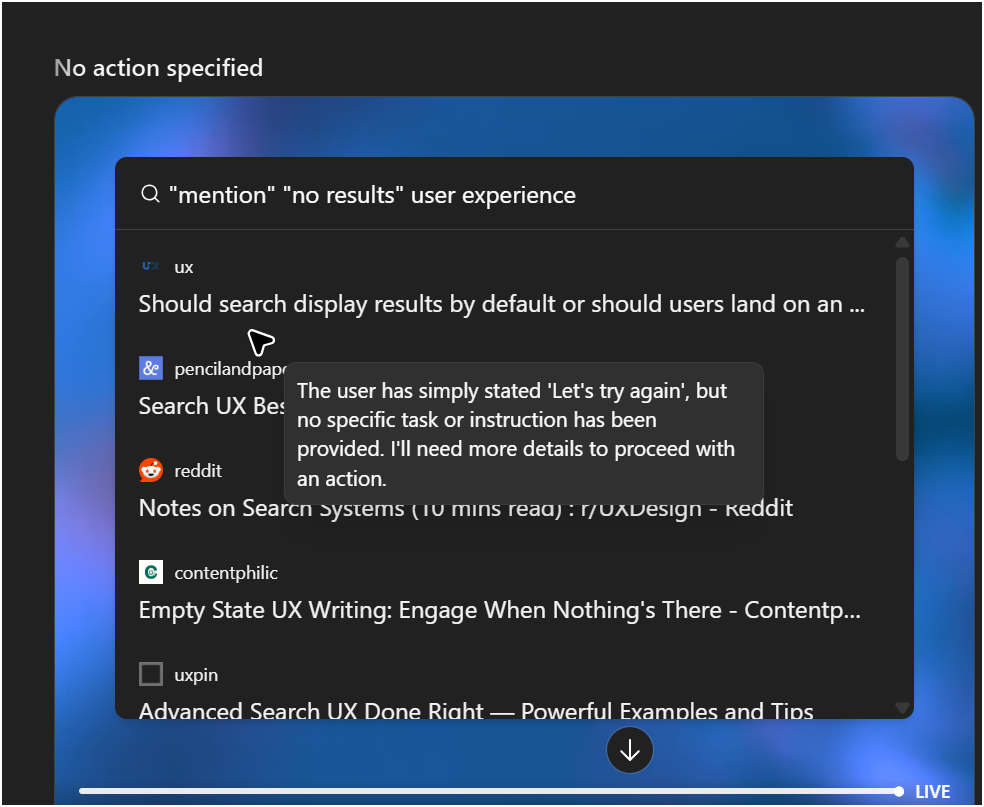 No action specified
"mention" "no results" user experience
ux
Should search display results by default or should users land on an ...
pencilandpape
Search UX Bes
The user has simply stated 'Let's try again', but
no specific task or instruction has been
provided. I'll need more details to proceed with
an action.
reddit
Notes on Search Systems (10 mins read) : r/UXDesign - Reddit
contentphilic
Empty State UX Writing: Engage When Nothing's There - Contentp...
uxpin
Advanced Search UX Done Right — Powerful Examples and Tips
LIVE